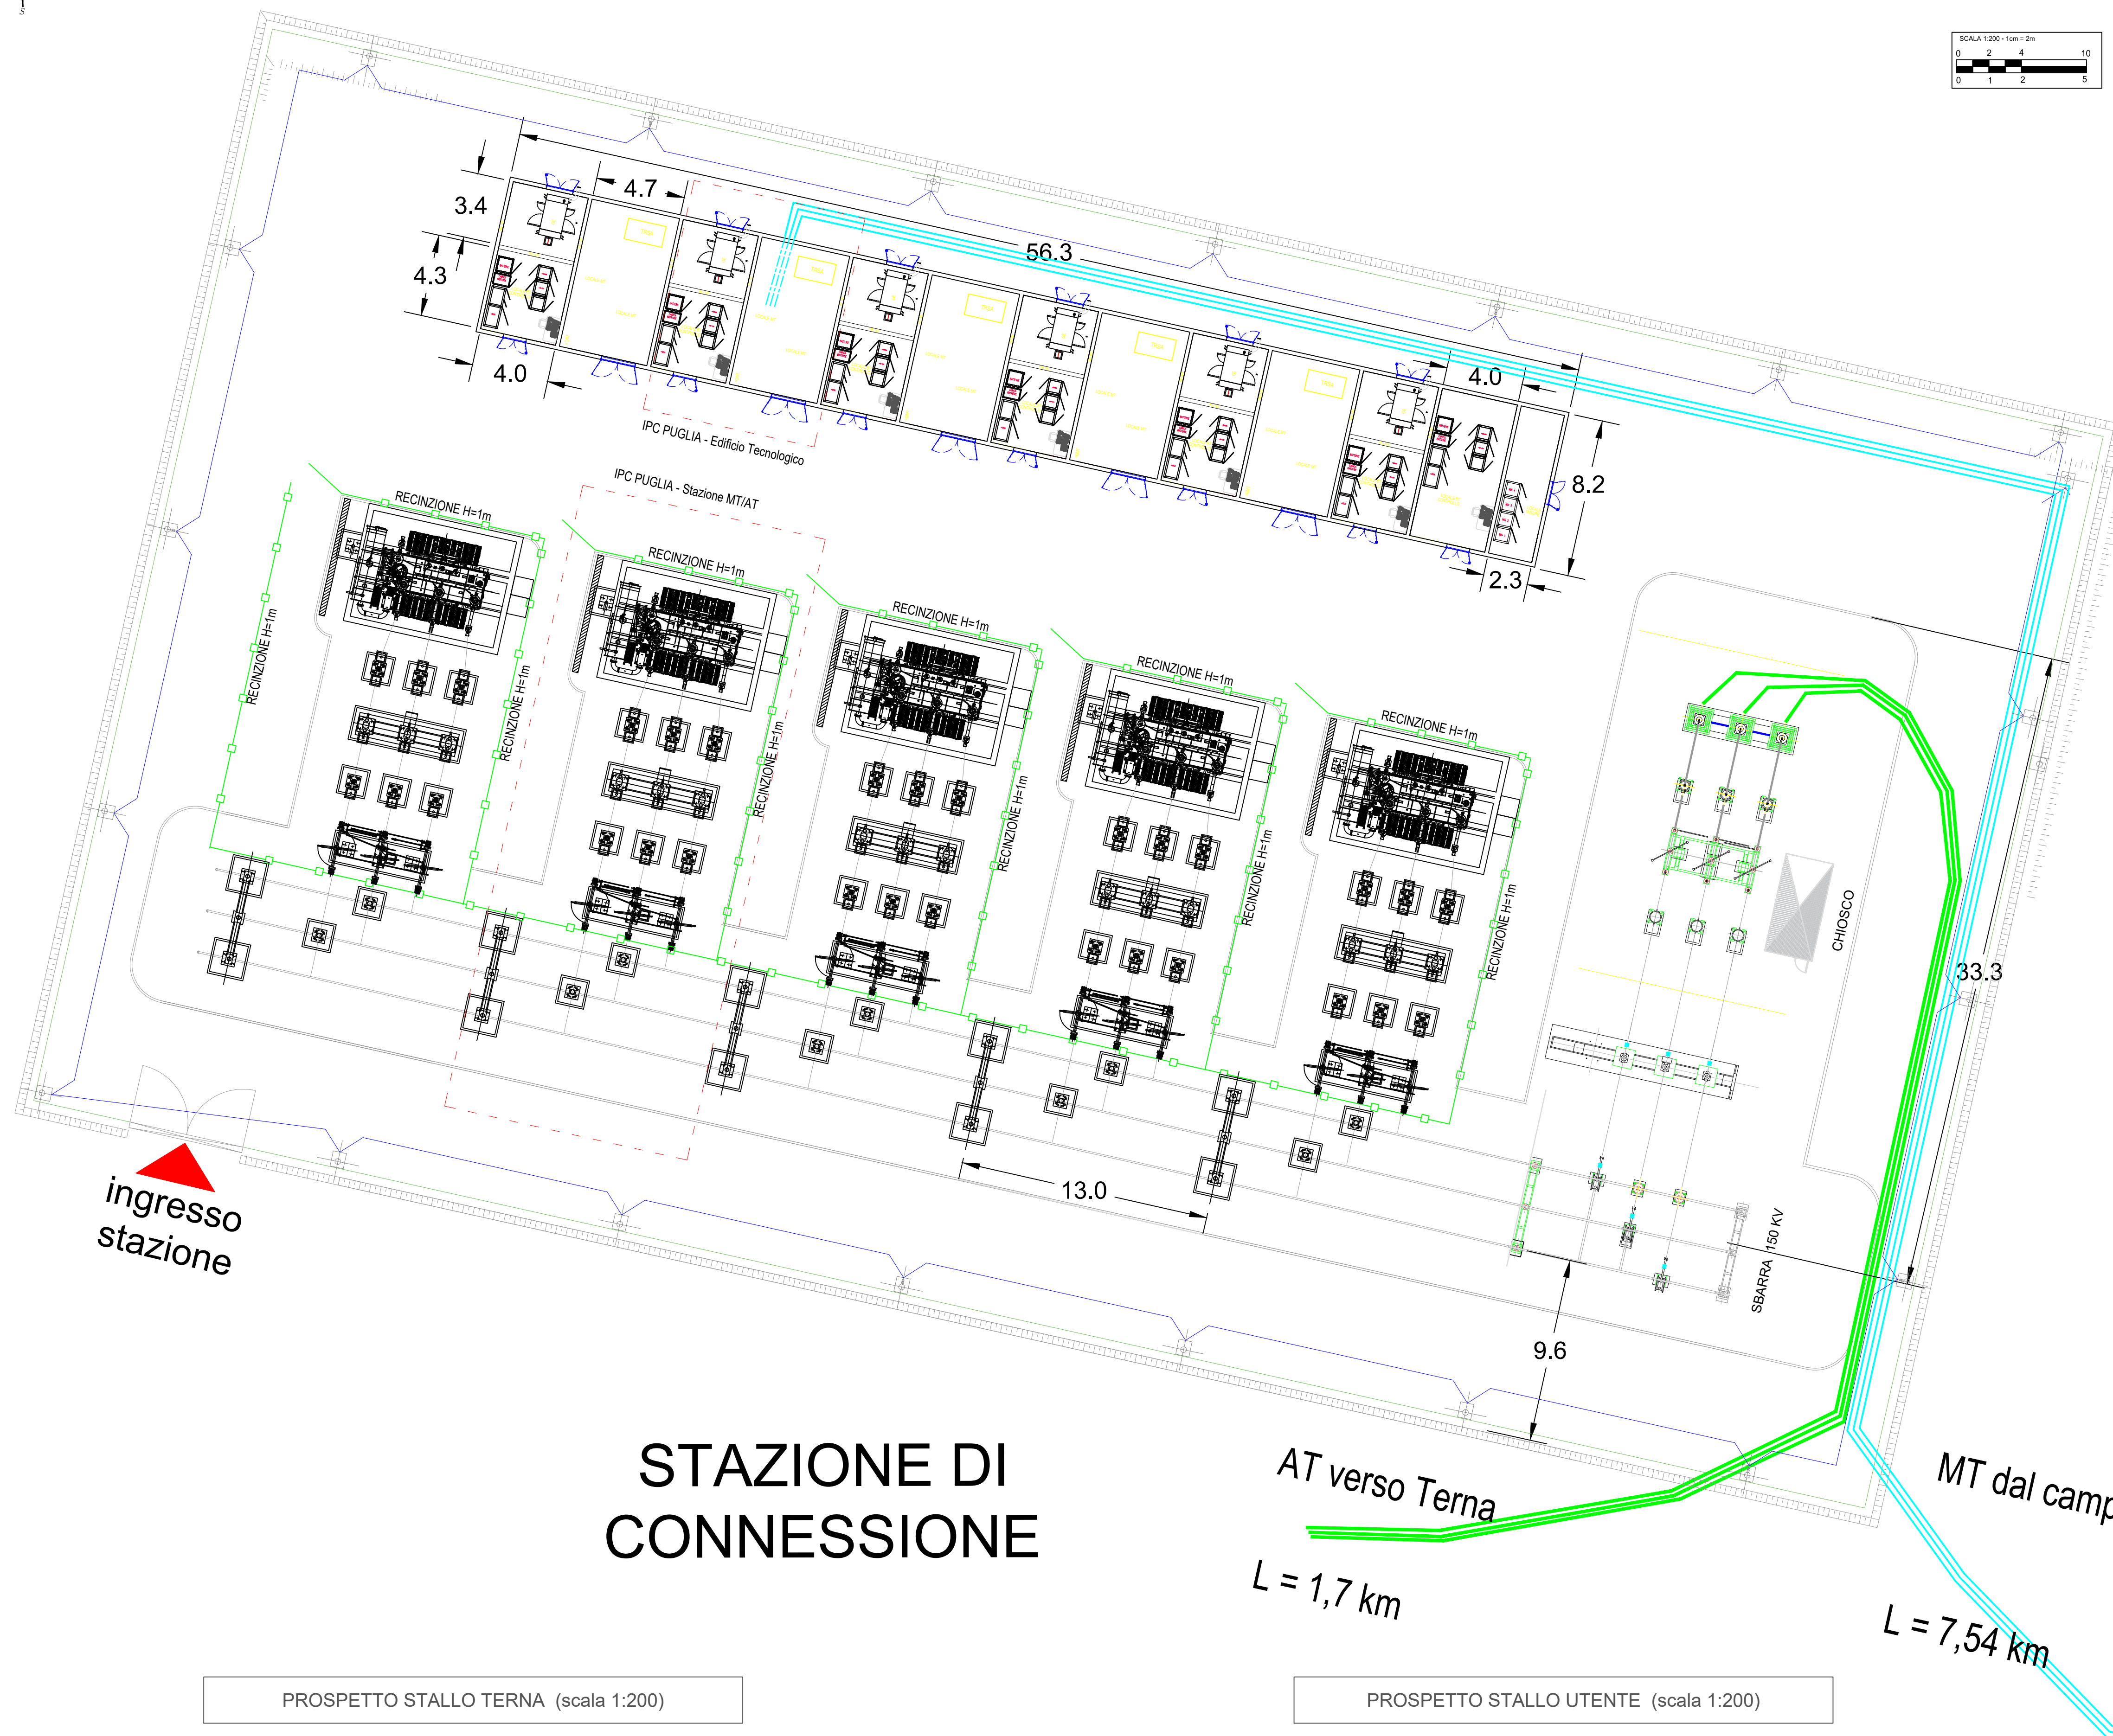 S
SCALA 1:200 - 1cm = 2m
0 2 4 10
0 1 2 5
3.4
4.7
4.3
4.0
56.3
4.0
8.2
2.3
IPC PUGLIA - Edificio Tecnologico
IPC PUGLIA - Stazione MT/AT
RECINZIONE H=1m
RECINZIONE H=1m
RECINZIONE H=1m
RECINZIONE H=1m
RECINZIONE H=1m
RECINZIONE H=1m
RECINZIONE H=1m
RECINZIONE H=1m
RECINZIONE H=1m
RECINZIONE H=1m
RECINZIONE H=1m
CHIOSCO
33.3
13.0
SBARRA 150 KV
9.6
ingresso
stazione
STAZIONE DI
CONNESSIONE
AT verso Terna
L = 1,7 km
MT dal camp
L = 7,54 km
PROSPETTO STALLO TERNA (scala 1:200)
PROSPETTO STALLO UTENTE (scala 1:200)